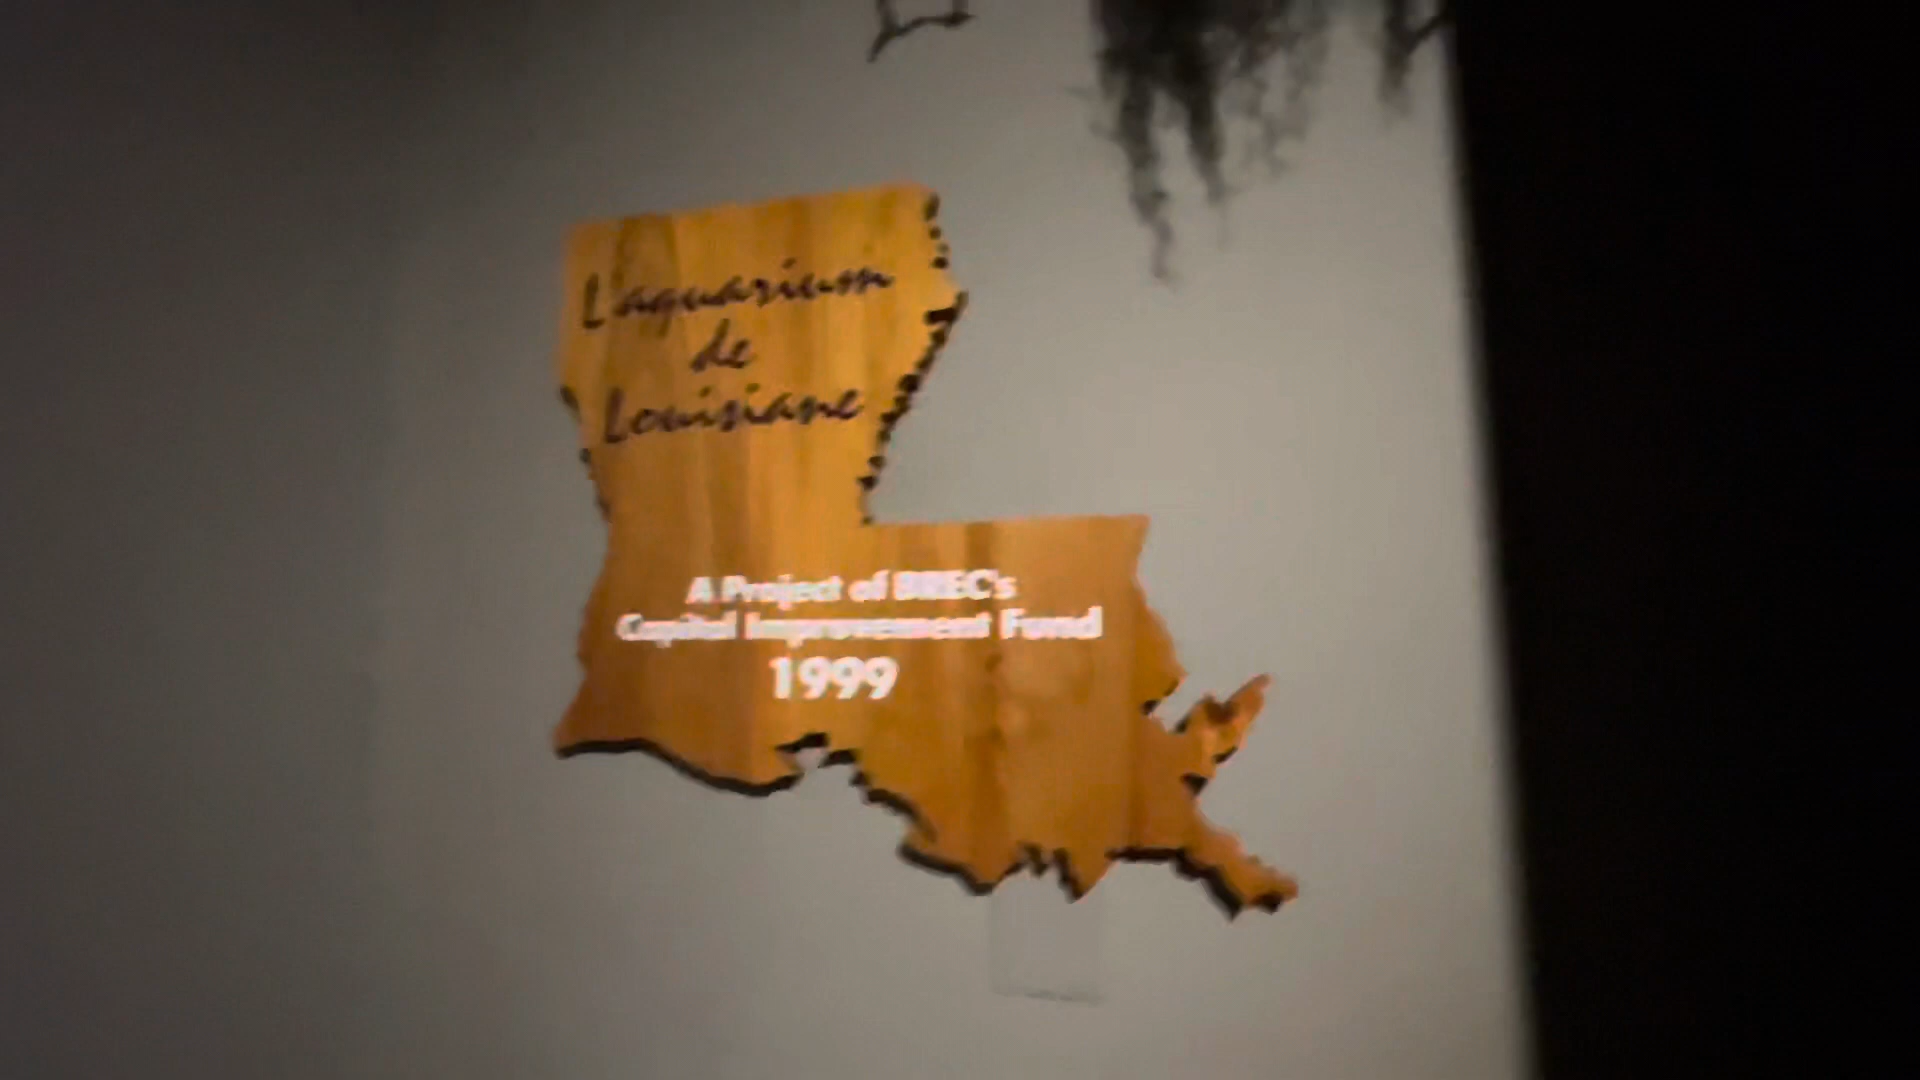 L'aquarium
de
Louisiane
A Project of BREC's
Capital Improvement Fund
1999